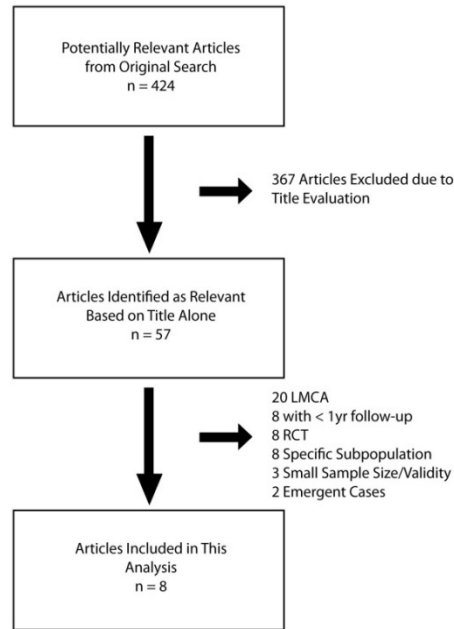 Potentially Relevant Articles
from Original Search
n = 424
367 Articles Excluded due to
Title Evaluation
Articles Identified as Relevant
Based on Title Alone
n = 57
20 LMCA
8 with < 1yr follow-up
8 RCT
8 Specific Subpopulation
3 Small Sample Size/Validity
2 Emergent Cases
Articles Included in This
Analysis
n = 8